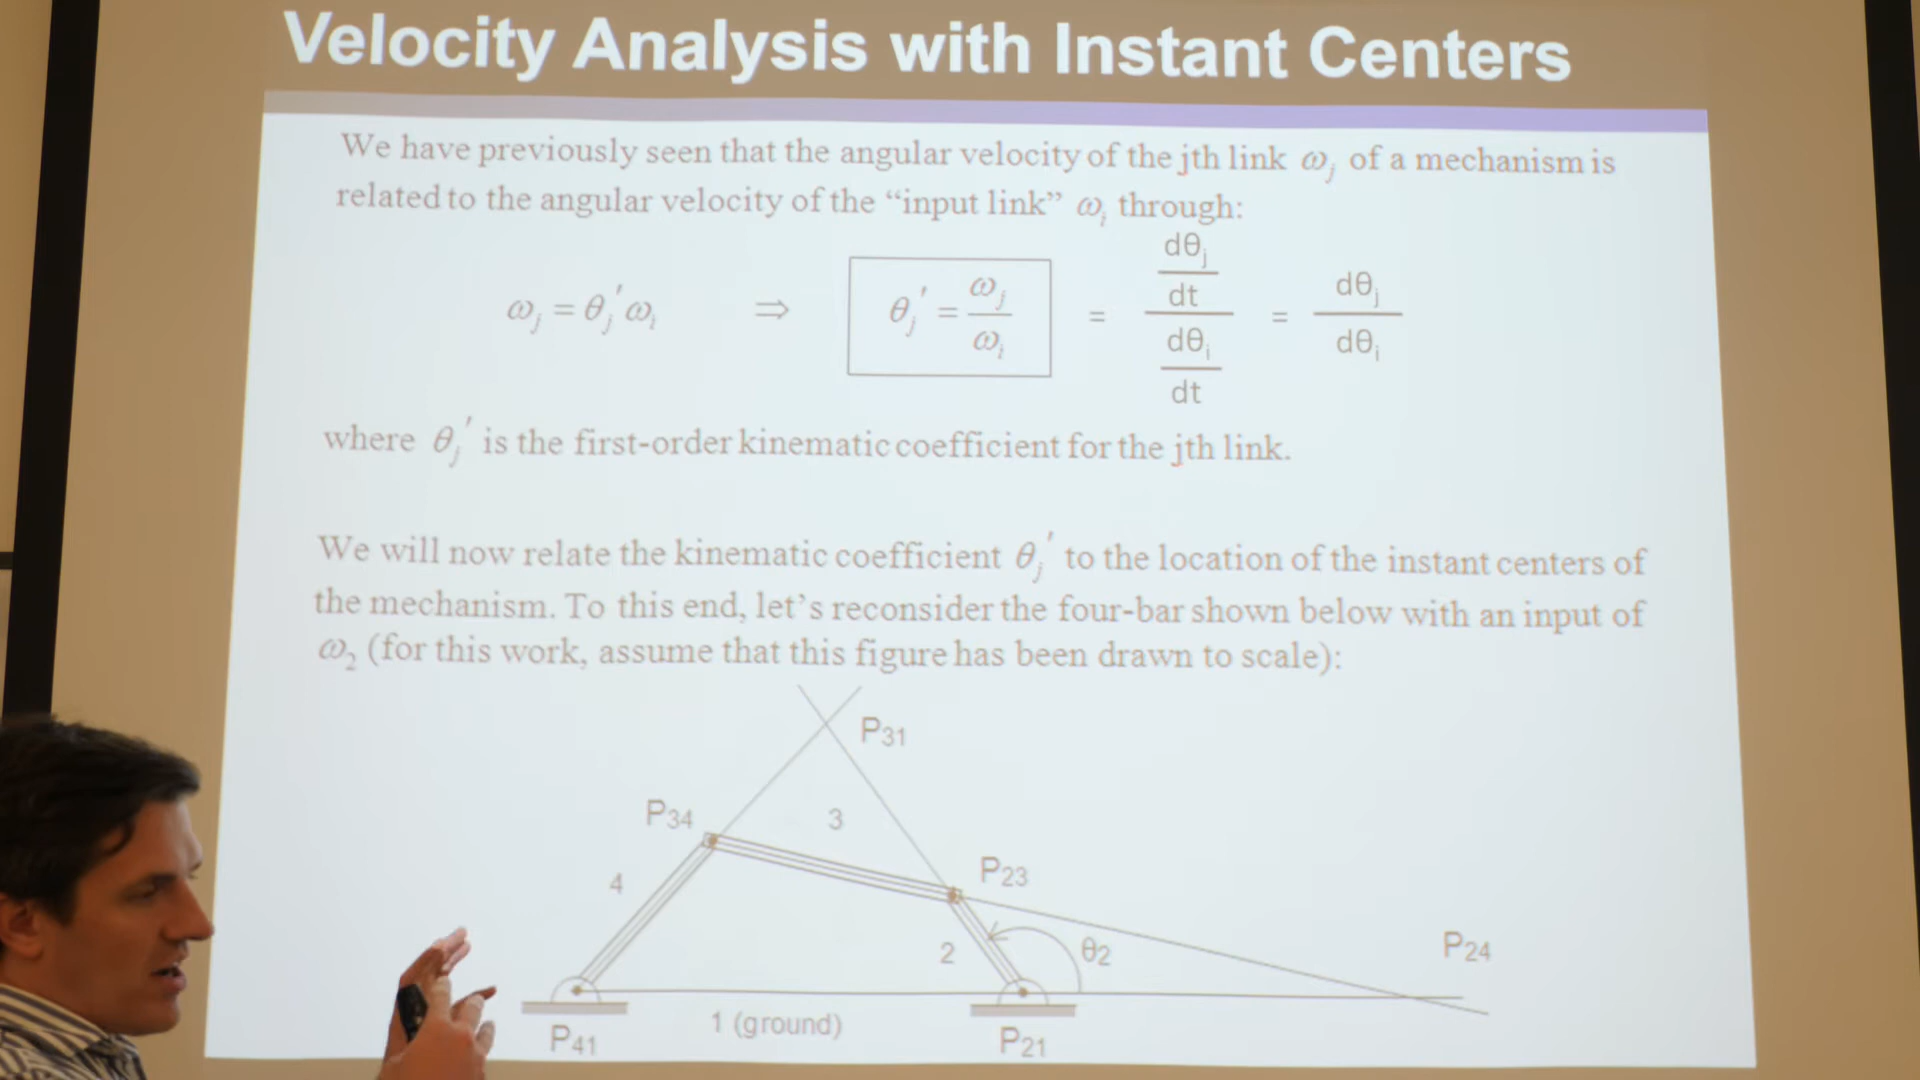 Velocity Analysis with Instant Centers
We have previously seen that the angular velocity of the jth link ωⱼ of a mechanism is
related to the angular velocity of the “input link” ωᵢ through:
ωⱼ = θⱼ′ωᵢ ⇒ θⱼ′ = ωⱼ/ωᵢ = (dθⱼ/dt)/(dθᵢ/dt) = dθⱼ/dθᵢ
where θⱼ′ is the first-order kinematic coefficient for the jth link.
We will now relate the kinematic coefficient θⱼ′ to the location of the instant centers of
the mechanism. To this end, let’s reconsider the four-bar shown below with an input of
ω₂ (for this work, assume that this figure has been drawn to scale):
P31
P34
3
4
P23
2
θ2
P24
1 (ground)
P41
P21